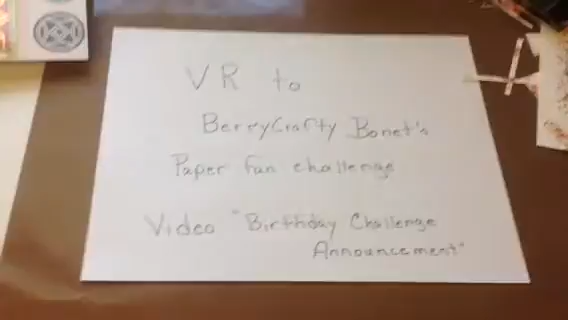 VR to
BerryCrafty Bonet's
Paper fan challenge
Video "Birthday Challenge
Announcement"